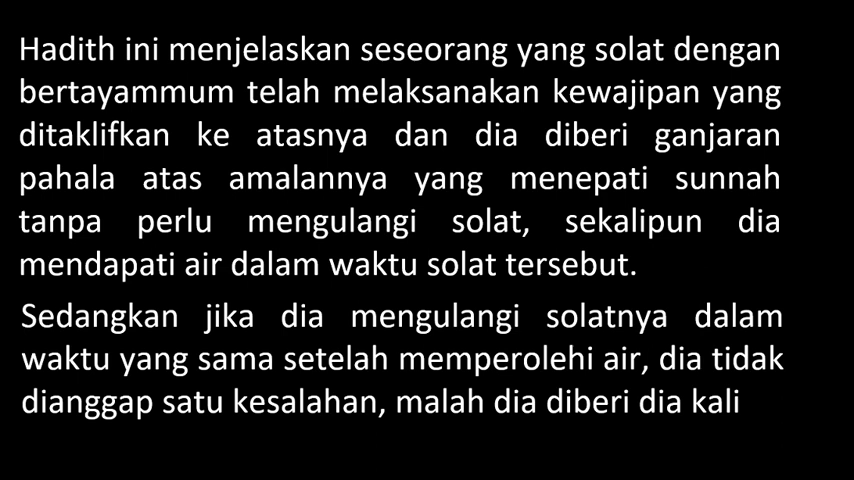 Hadith ini menjelaskan seseorang yang solat dengan
bertayammum telah melaksanakan kewajipan yang
ditaklifkan ke atasnya dan dia diberi ganjaran
pahala atas amalannya yang menepati sunnah
tanpa perlu mengulangi solat, sekalipun dia
mendapati air dalam waktu solat tersebut.
Sedangkan jika dia mengulangi solatnya dalam
waktu yang sama setelah memperolehi air, dia tidak
dianggap satu kesalahan, malah dia diberi dia kali